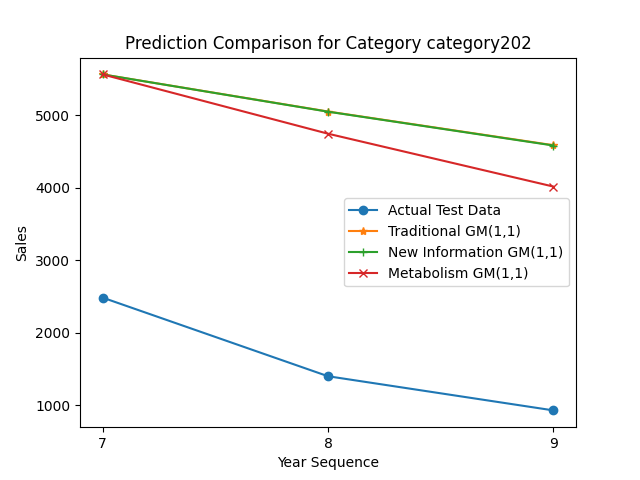 Prediction Comparison for Category category202
5000
4000
3000
2000
1000
Sales
Actual Test Data
Traditional GM(1,1)
New Information GM(1,1)
Metabolism GM(1,1)
7
8
9
Year Sequence